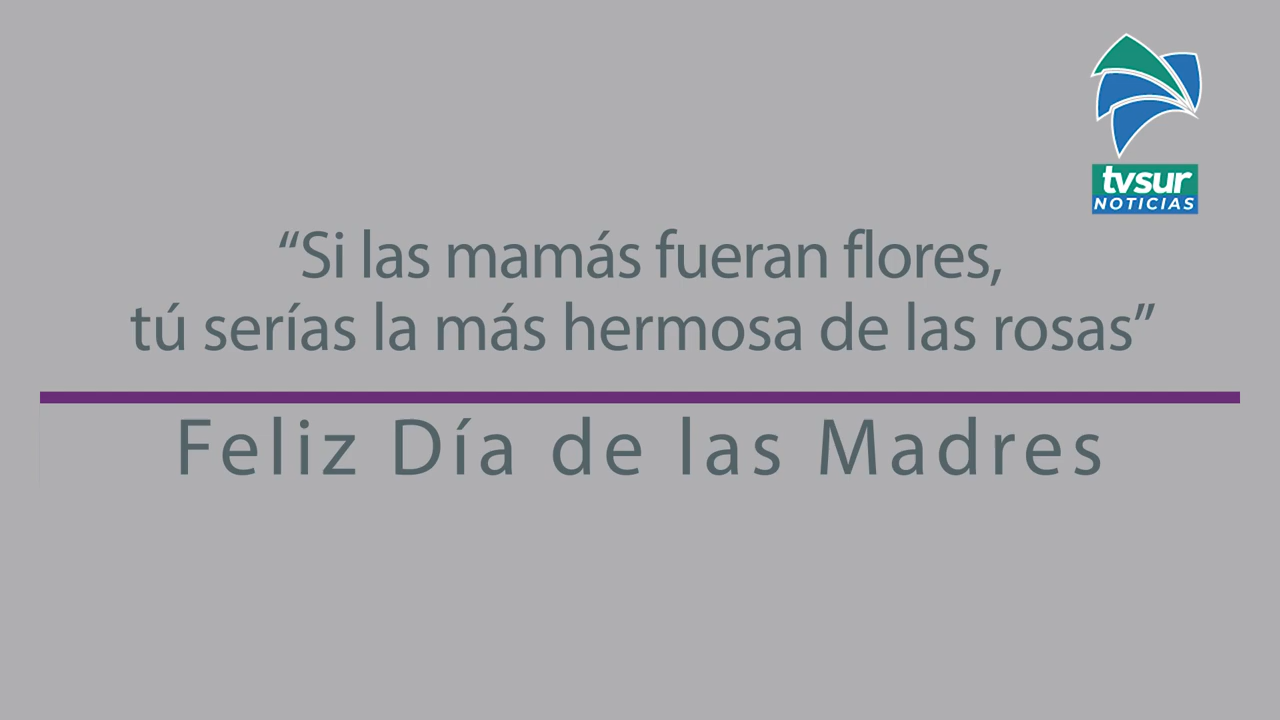 tvsur
NOTICIAS
“Si las mamás fueran flores,
tú serías la más hermosa de las rosas”
Feliz Día de las Madres